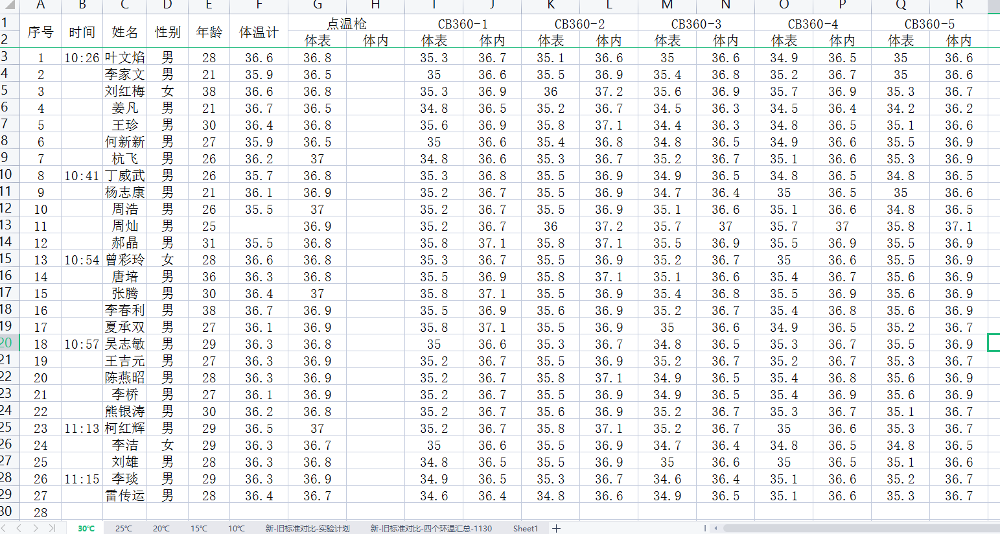 A B C D E F G H I J K L M N O P Q R
1 序号 时间 姓名 性别 年龄 体温计 点温枪 CB360-1 CB360-2 CB360-3 CB360-4 CB360-5
2 体表 体内 体表 体内 体表 体内 体表 体内 体表 体内 体表 体内
3 1 10:26 叶文焰 男 28 36.6 36.8 35.3 36.7 35.1 36.6 35 36.6 34.9 36.5 35 36.6
4 2 李家文 男 21 35.9 36.5 35 36.6 35.5 36.9 35.4 36.8 35.2 36.7 35 36.6
5 3 刘红梅 女 38 36.6 36.8 35.3 36.9 36 37.2 35.6 36.9 35.7 36.9 35.3 36.7
6 4 姜凡 男 21 36.7 36.5 34.8 36.5 35.2 36.7 34.5 36.3 34.5 36.4 34.2 36.2
7 5 王珍 男 30 36.4 36.8 35.6 36.9 35.8 37.1 34.4 36.3 34.8 36.5 35.1 36.6
8 6 何新新 男 27 35.9 36.5 35 36.6 35.4 36.8 34.8 36.5 34.9 36.6 35.5 36.9
9 7 杭飞 男 26 36.2 37 34.8 36.6 35.3 36.7 35.2 36.7 35.1 36.6 35.3 36.9
10 8 10:41 丁威武 男 26 35.7 36.8 35.3 36.8 35.5 36.9 34.9 36.5 34.8 36.5 34.8 36.5
11 9 杨志康 男 21 36.1 36.9 35.2 36.7 35.5 36.9 34.7 36.4 35 36.5 35 36.6
12 10 周浩 男 26 35.5 37 35.2 36.7 35.5 36.9 35.1 36.6 35.1 36.6 34.8 36.5
13 11 周灿 男 25 36.9 35.2 36.7 36 37.2 35.7 37 35.7 37 35.8 37.1
14 12 郝晶 男 31 35.5 36.8 35.8 37.1 35.8 37.1 35.5 36.9 35.5 36.9 35.5 36.9
15 13 10:54 曾彩玲 女 28 36.6 36.8 35.3 36.7 35.5 36.9 35.2 36.7 35 36.6 35.5 36.9
16 14 唐培 男 36 36.3 36.8 35.5 36.9 35.8 37.1 35.1 36.6 35.4 36.7 35.6 36.9
17 15 张腾 男 30 36.4 37 35.8 37.1 35.5 36.9 35.4 36.8 35.5 36.9 35.6 36.9
18 16 李春利 男 38 36.7 36.9 35.5 36.9 35.6 36.9 35.2 36.7 35.4 36.8 35.6 36.9
19 17 夏承双 男 27 36.1 36.9 35.8 37.1 35.5 36.9 35 36.6 34.9 36.5 35.2 36.7
20 18 10:57 吴志敏 男 29 36.3 36.8 35 36.6 35.3 36.7 34.8 36.5 35.3 36.7 35.5 36.9
21 19 王吉元 男 27 36.3 36.9 35.2 36.7 35.5 36.9 35.2 36.7 35.2 36.7 35.3 36.7
22 20 陈燕昭 男 28 36.3 36.9 35.2 36.7 35.8 37.1 34.9 36.5 35.4 36.8 35.6 36.9
23 21 李桥 男 27 36.1 36.9 35.2 36.7 35.5 36.9 34.9 36.5 35.4 36.9 35.6 36.9
24 22 熊银涛 男 30 36.2 36.8 35.2 36.7 35.6 36.9 35.2 36.7 35.3 36.7 35.1 36.7
25 23 11:13 柯红辉 男 29 36.5 37 35.2 36.7 35.8 37.1 35.2 36.7 35 36.6 35.3 36.7
26 24 李洁 女 29 36.3 36.7 35 36.6 35.5 36.9 34.7 36.4 34.8 36.5 34.8 36.5
27 25 刘雄 男 28 36.3 36.8 34.8 36.5 35.5 36.9 35 36.6 35 36.5 35.1 36.6
28 26 11:15 李琰 男 29 36.3 36.9 34.9 36.5 35.3 36.7 34.6 36.4 35.1 36.6 35.2 36.7
29 27 雷传运 男 28 36.4 36.7 34.6 36.4 34.8 36.6 34.9 36.5 35.1 36.6 35.3 36.7
30 28
30℃ 25℃ 20℃ 15℃ 10℃ 新-旧标准对比-实验计划 新-旧标准对比-四个环温汇总-1130 Sheet1